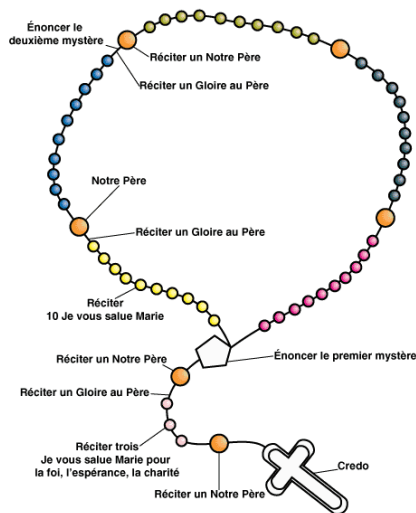 Énoncer le
deuxième mystère
Réciter un Notre Père
Réciter un Gloire au Père
Notre Père
Réciter un Gloire au Père
Réciter
10 Je vous salue Marie
Réciter un Notre Père
Énoncer le premier mystère
Réciter un Gloire au Père
Réciter trois
Je vous salue Marie pour
la foi, l'espérance, la charité
Credo
Réciter un Notre Père